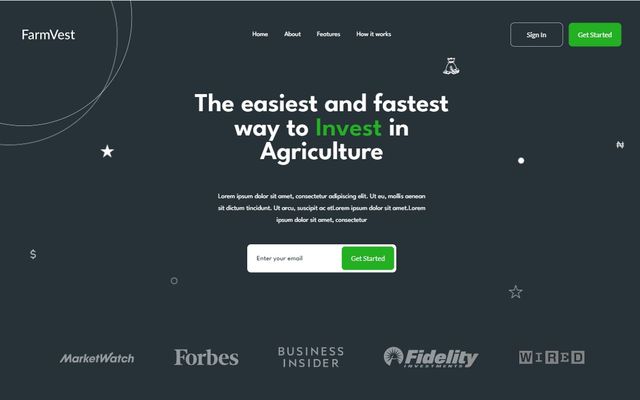 FarmVest
Home About Features How it works
Sign In Get Started
The easiest and fastest
way to Invest in
Agriculture
Lorem ipsum dolor sit amet, consectetur adipiscing elit. Ut eu, mollis aenean
sit dictum tincidunt. Ut arcu, suscipit ac etLorem ipsum dolor sit amet.Lorem
ipsum dolor sit amet, consectetur
Enter your email Get Started
₦
$
MarketWatch
Forbes
BUSINESS
INSIDER
Fidelity
INVESTMENTS
WIRED